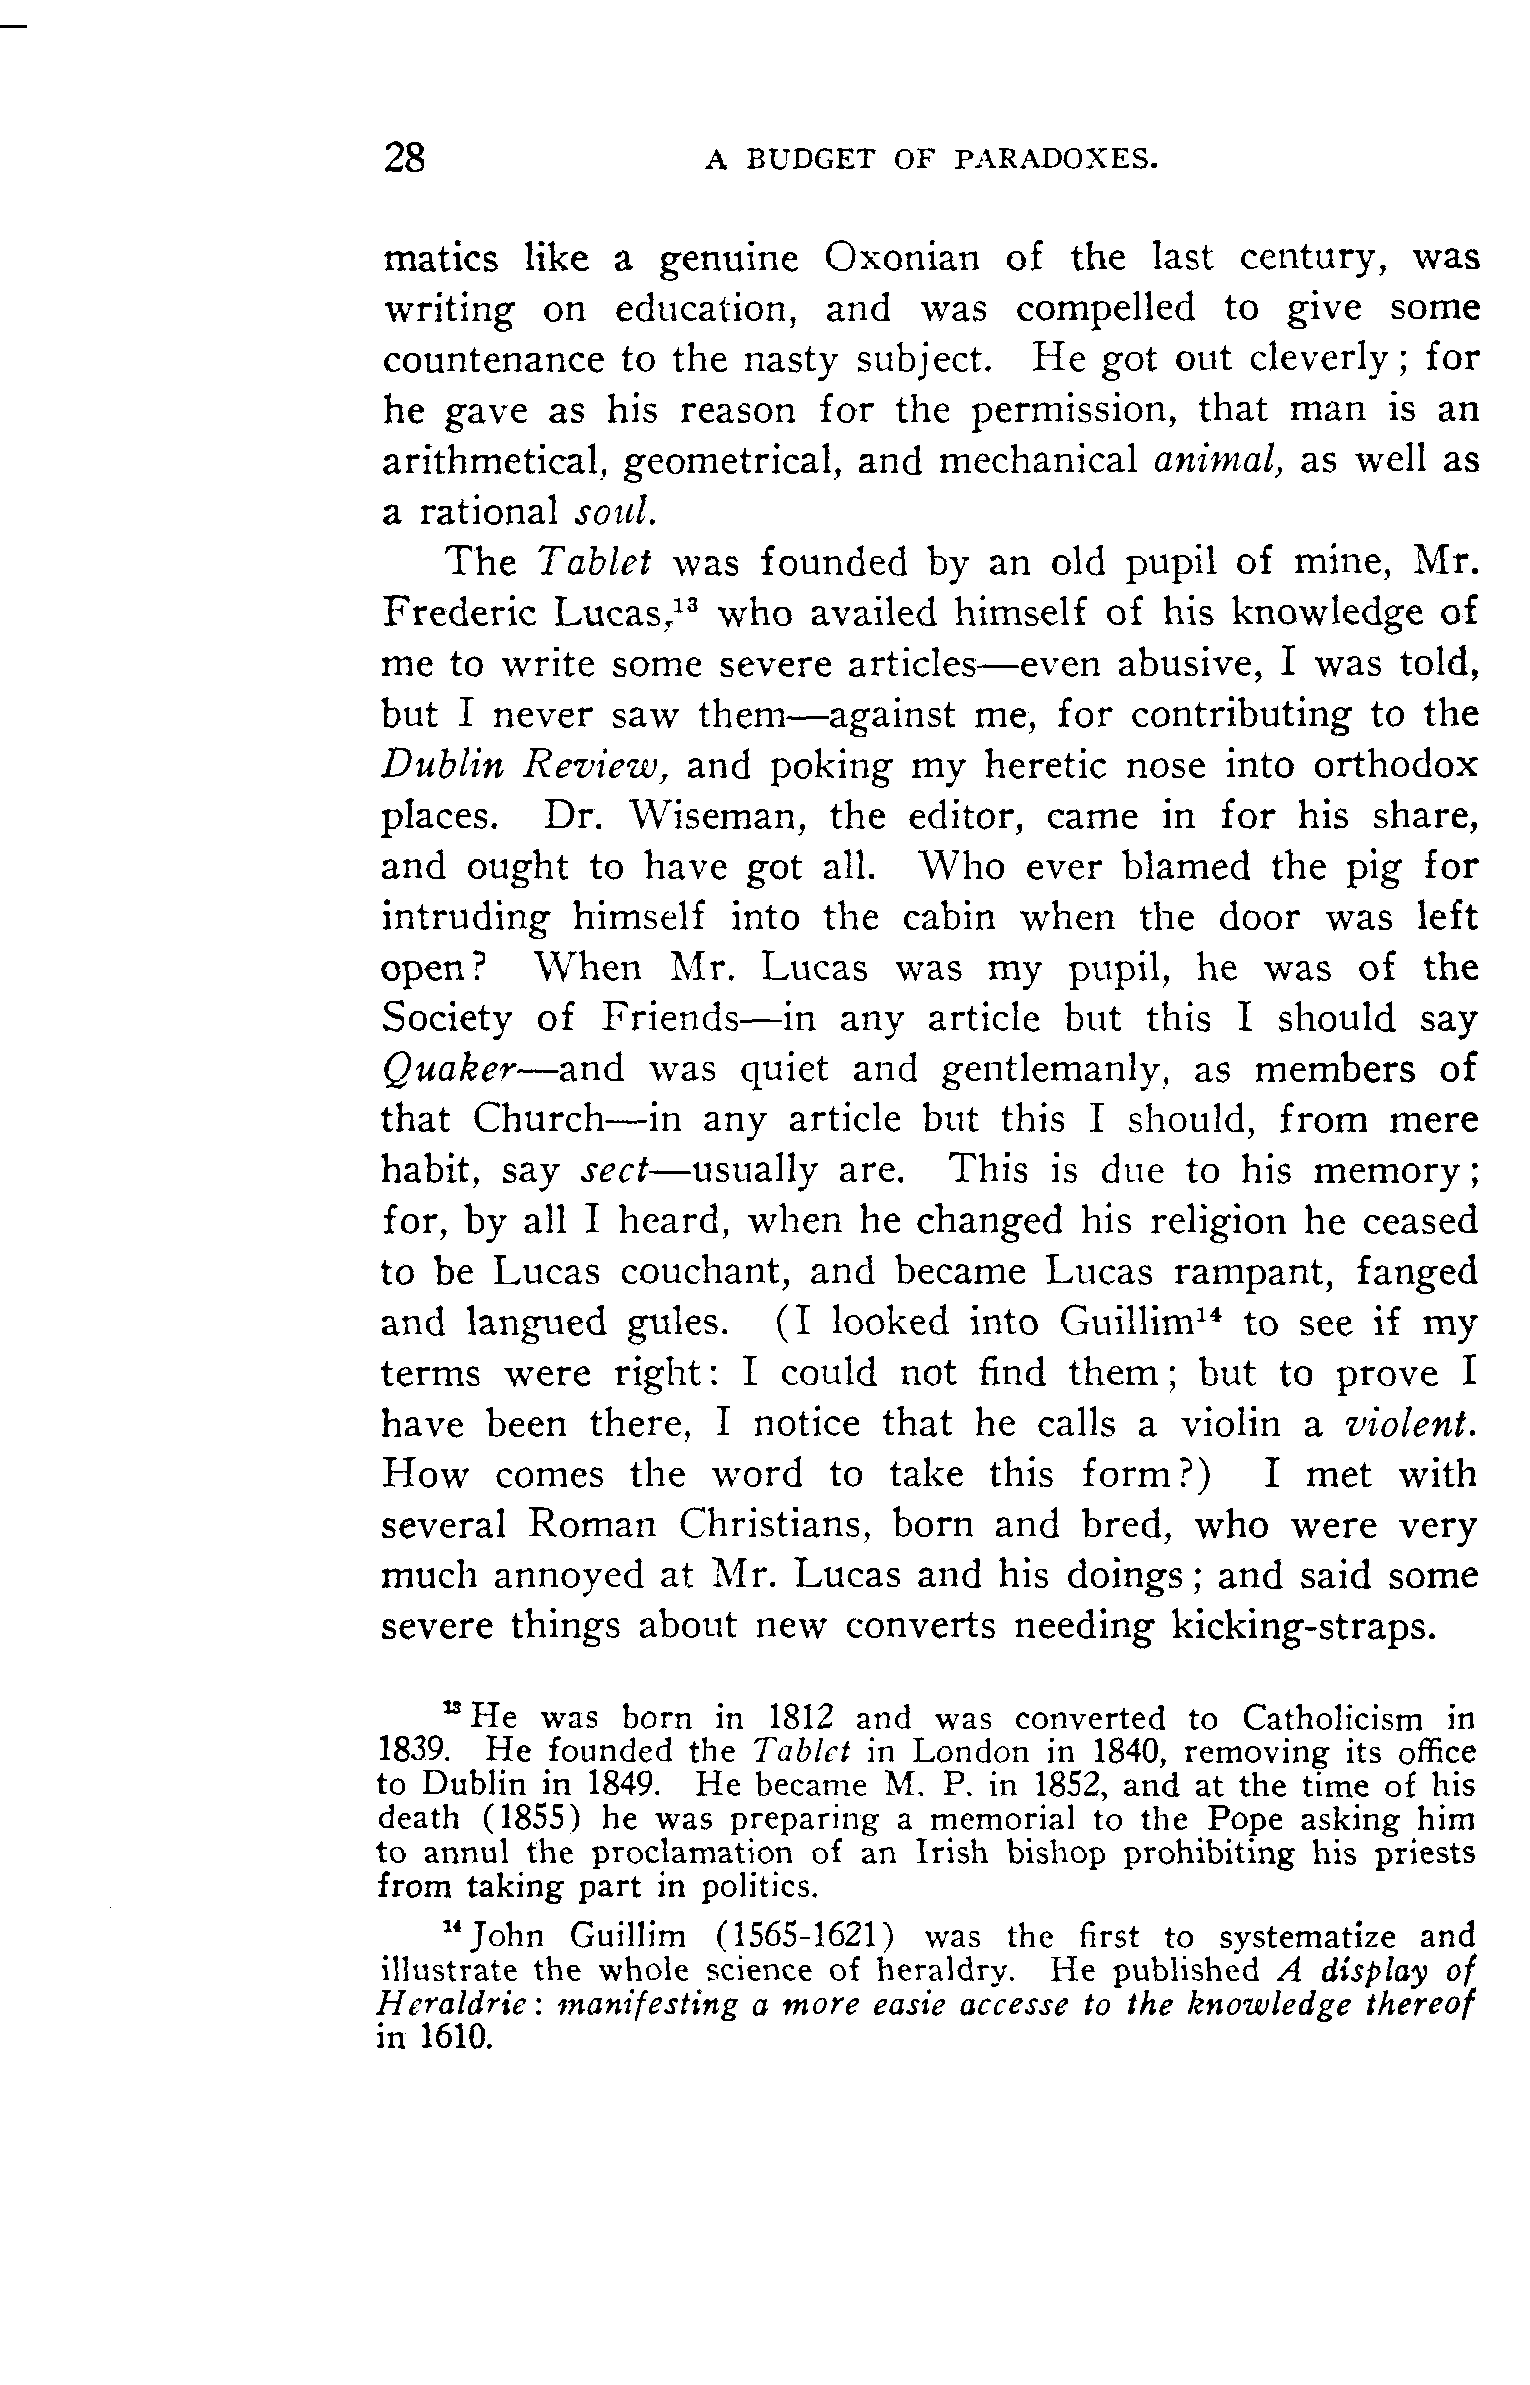 28 A BUDGET OF PARADOXES.
matics like a genuine Oxonian of the last century, was
writing on education, and was compelled to give some
countenance to the nasty subject. He got out cleverly; for
he gave as his reason for the permission, that man is an
arithmetical, geometrical, and mechanical animal, as well as
a rational soul.
The Tablet was founded by an old pupil of mine, Mr.
Frederic Lucas,¹³ who availed himself of his knowledge of
me to write some severe articles—even abusive, I was told,
but I never saw them—against me, for contributing to the
Dublin Review, and poking my heretic nose into orthodox
places. Dr. Wiseman, the editor, came in for his share,
and ought to have got all. Who ever blamed the pig for
intruding himself into the cabin when the door was left
open? When Mr. Lucas was my pupil, he was of the
Society of Friends—in any article but this I should say
Quaker—and was quiet and gentlemanly, as members of
that Church—in any article but this I should, from mere
habit, say sect—usually are. This is due to his memory;
for, by all I heard, when he changed his religion he ceased
to be Lucas couchant, and became Lucas rampant, fanged
and langued gules. (I looked into Guillim¹⁴ to see if my
terms were right: I could not find them; but to prove I
have been there, I notice that he calls a violin a violent.
How comes the word to take this form?) I met with
several Roman Christians, born and bred, who were very
much annoyed at Mr. Lucas and his doings; and said some
severe things about new converts needing kicking-straps.
¹³ He was born in 1812 and was converted to Catholicism in
1839. He founded the Tablet in London in 1840, removing its office
to Dublin in 1849. He became M. P. in 1852, and at the time of his
death (1855) he was preparing a memorial to the Pope asking him
to annul the proclamation of an Irish bishop prohibiting his priests
from taking part in politics.
¹⁴ John Guillim (1565-1621) was the first to systematize and
illustrate the whole science of heraldry. He published A display of
Heraldrie: manifesting a more easie accesse to the knowledge thereof
in 1610.